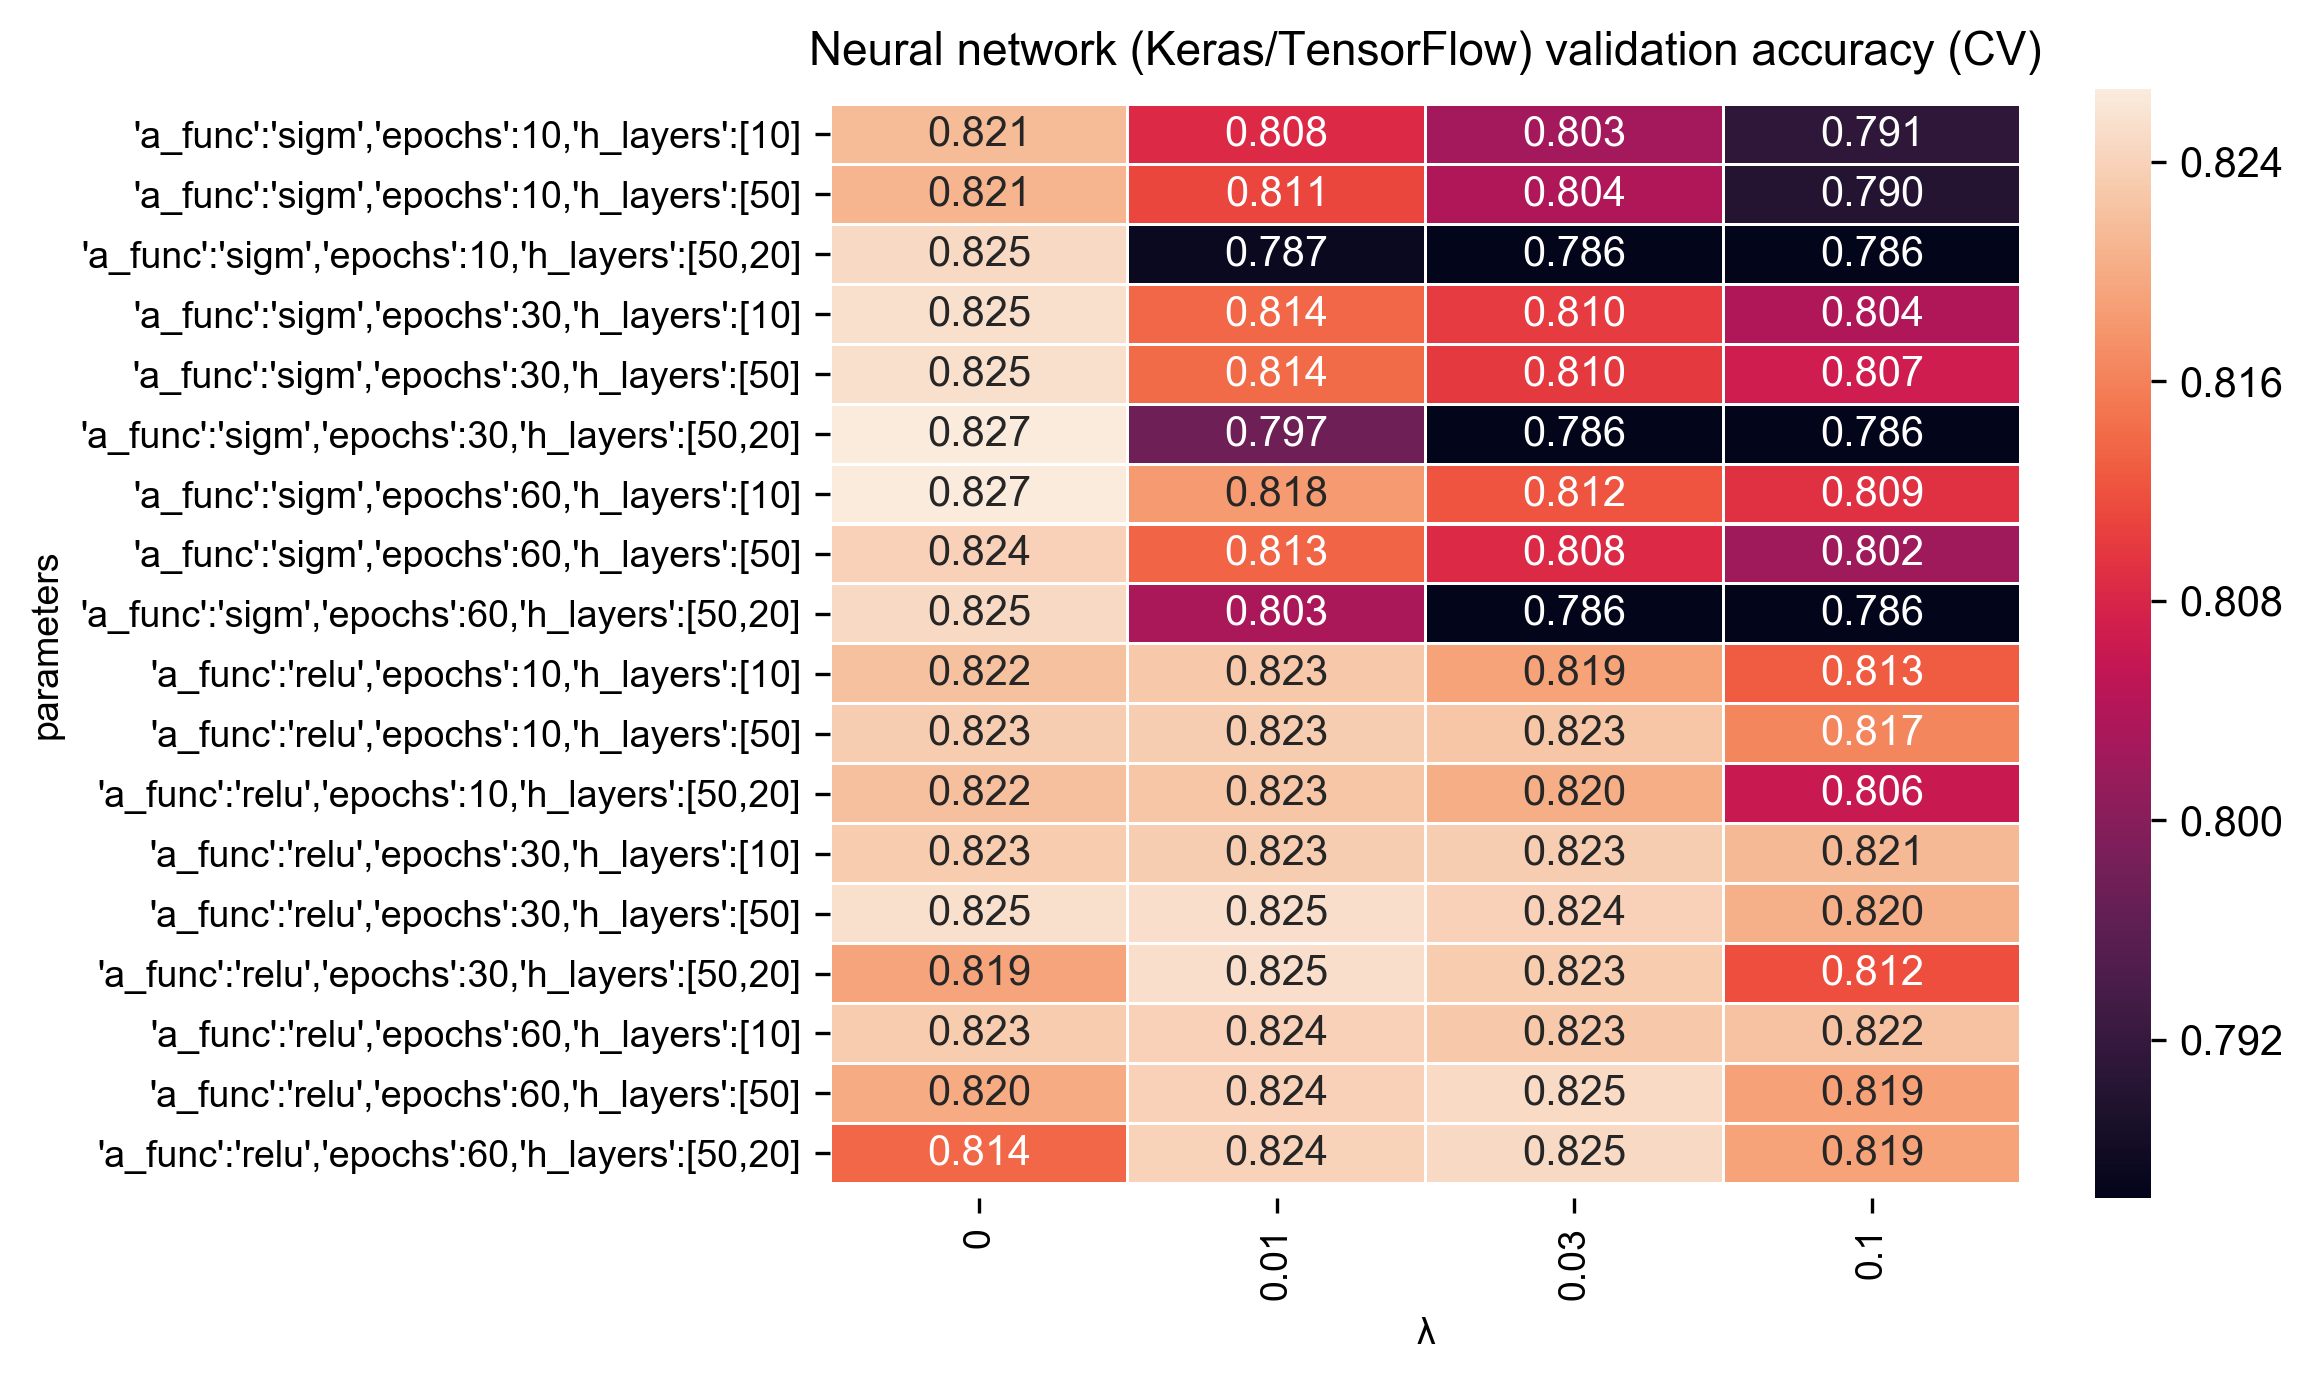 Neural network (Keras/TensorFlow) validation accuracy (CV)
parameters
'a_func':'sigm','epochs':10,'h_layers':[10] 0.821 0.808 0.803 0.791
'a_func':'sigm','epochs':10,'h_layers':[50] 0.821 0.811 0.804 0.790
'a_func':'sigm','epochs':10,'h_layers':[50,20] 0.825 0.787 0.786 0.786
'a_func':'sigm','epochs':30,'h_layers':[10] 0.825 0.814 0.810 0.804
'a_func':'sigm','epochs':30,'h_layers':[50] 0.825 0.814 0.810 0.807
'a_func':'sigm','epochs':30,'h_layers':[50,20] 0.827 0.797 0.786 0.786
'a_func':'sigm','epochs':60,'h_layers':[10] 0.827 0.818 0.812 0.809
'a_func':'sigm','epochs':60,'h_layers':[50] 0.824 0.813 0.808 0.802
'a_func':'sigm','epochs':60,'h_layers':[50,20] 0.825 0.803 0.786 0.786
'a_func':'relu','epochs':10,'h_layers':[10] 0.822 0.823 0.819 0.813
'a_func':'relu','epochs':10,'h_layers':[50] 0.823 0.823 0.823 0.817
'a_func':'relu','epochs':10,'h_layers':[50,20] 0.822 0.823 0.820 0.806
'a_func':'relu','epochs':30,'h_layers':[10] 0.823 0.823 0.823 0.821
'a_func':'relu','epochs':30,'h_layers':[50] 0.825 0.825 0.824 0.820
'a_func':'relu','epochs':30,'h_layers':[50,20] 0.819 0.825 0.823 0.812
'a_func':'relu','epochs':60,'h_layers':[10] 0.823 0.824 0.823 0.822
'a_func':'relu','epochs':60,'h_layers':[50] 0.820 0.824 0.825 0.819
'a_func':'relu','epochs':60,'h_layers':[50,20] 0.814 0.824 0.825 0.819
0 0.01 0.03 0.1
λ
0.824
0.816
0.808
0.800
0.792